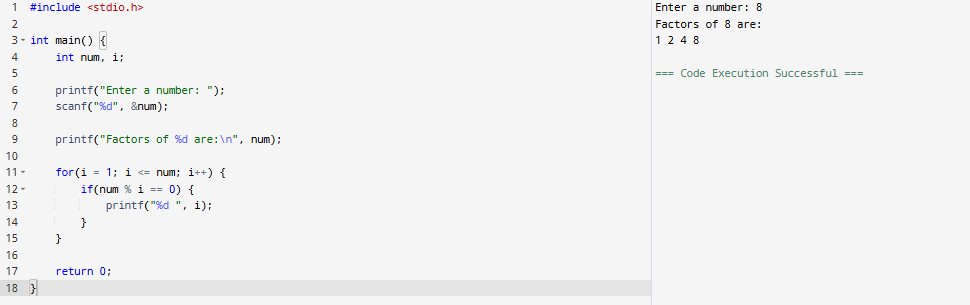 1 #include <stdio.h>
2
3 int main() {
4     int num, i;
5
6     printf("Enter a number: ");
7     scanf("%d", &num);
8
9     printf("Factors of %d are:\n", num);
10
11     for(i = 1; i <= num; i++) {
12         if(num % i == 0) {
13             printf("%d ", i);
14         }
15     }
16
17     return 0;
18 }
Enter a number: 8
Factors of 8 are:
1 2 4 8
=== Code Execution Successful ===